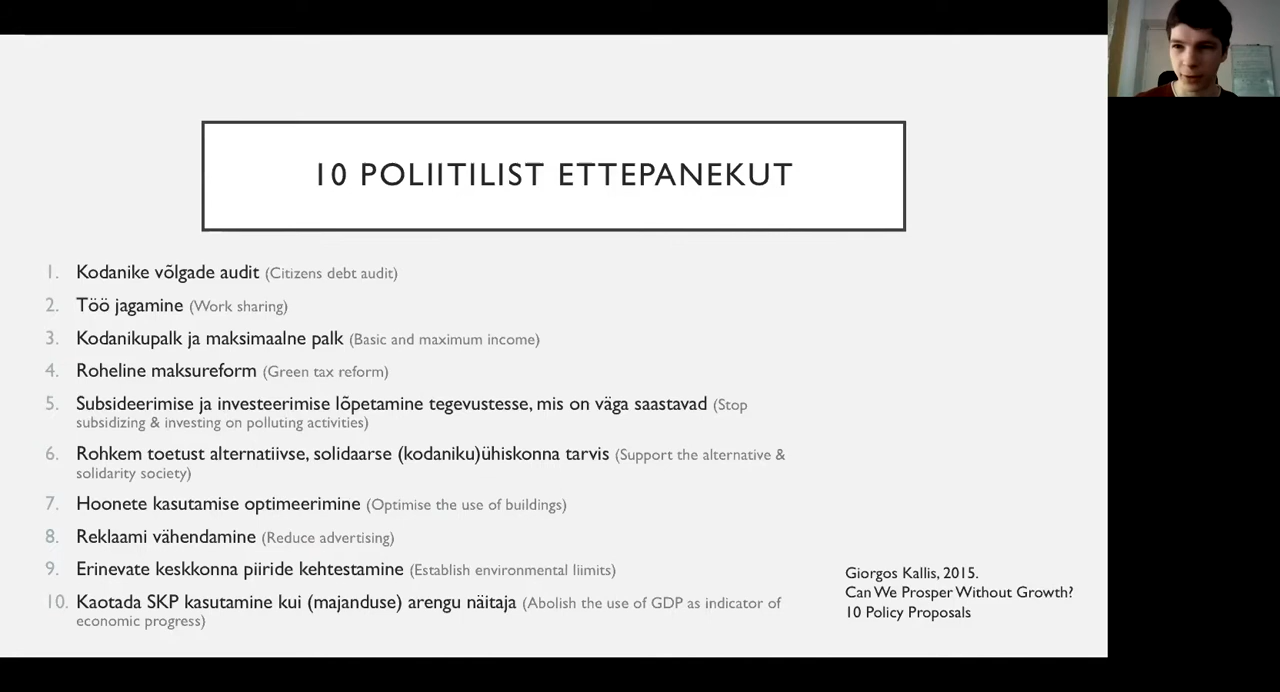 10 POLIITILIST ETTEPANEKUT
1. Kodanike võlgade audit (Citizens debt audit)
2. Töö jagamine (Work sharing)
3. Kodanikupalk ja maksimaalne palk (Basic and maximum income)
4. Roheline maksureform (Green tax reform)
5. Subsideerimise ja investeerimise lõpetamine tegevustesse, mis on väga saastavad (Stop
subsidizing & investing on polluting activities)
6. Rohkem toetust alternatiivse, solidaarse (kodaniku)ühiskonna tarvis (Support the alternative &
solidarity society)
7. Hoonete kasutamise optimeerimine (Optimise the use of buildings)
8. Reklaami vähendamine (Reduce advertising)
9. Erinevate keskkonna piiride kehtestamine (Establish environmental liimits)
10. Kaotada SKP kasutamine kui (majanduse) arengu näitaja (Abolish the use of GDP as indicator of
economic progress)
Giorgos Kallis, 2015.
Can We Prosper Without Growth?
10 Policy Proposals